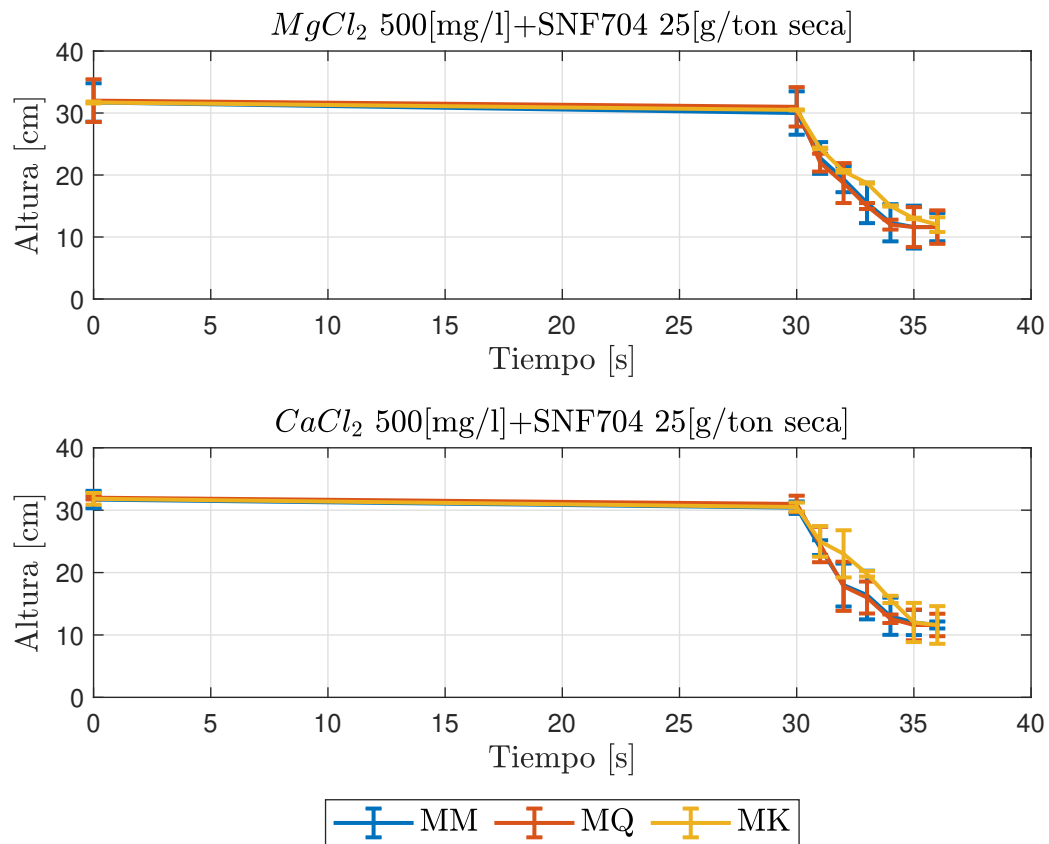 MgCl₂ 500[mg/l]+SNF704 25[g/ton seca]
40
30
20
10
0
Altura [cm]
0 5 10 15 20 25 30 35 40
Tiempo [s]
CaCl₂ 500[mg/l]+SNF704 25[g/ton seca]
40
30
20
10
0
Altura [cm]
0 5 10 15 20 25 30 35 40
Tiempo [s]
MM MQ MK